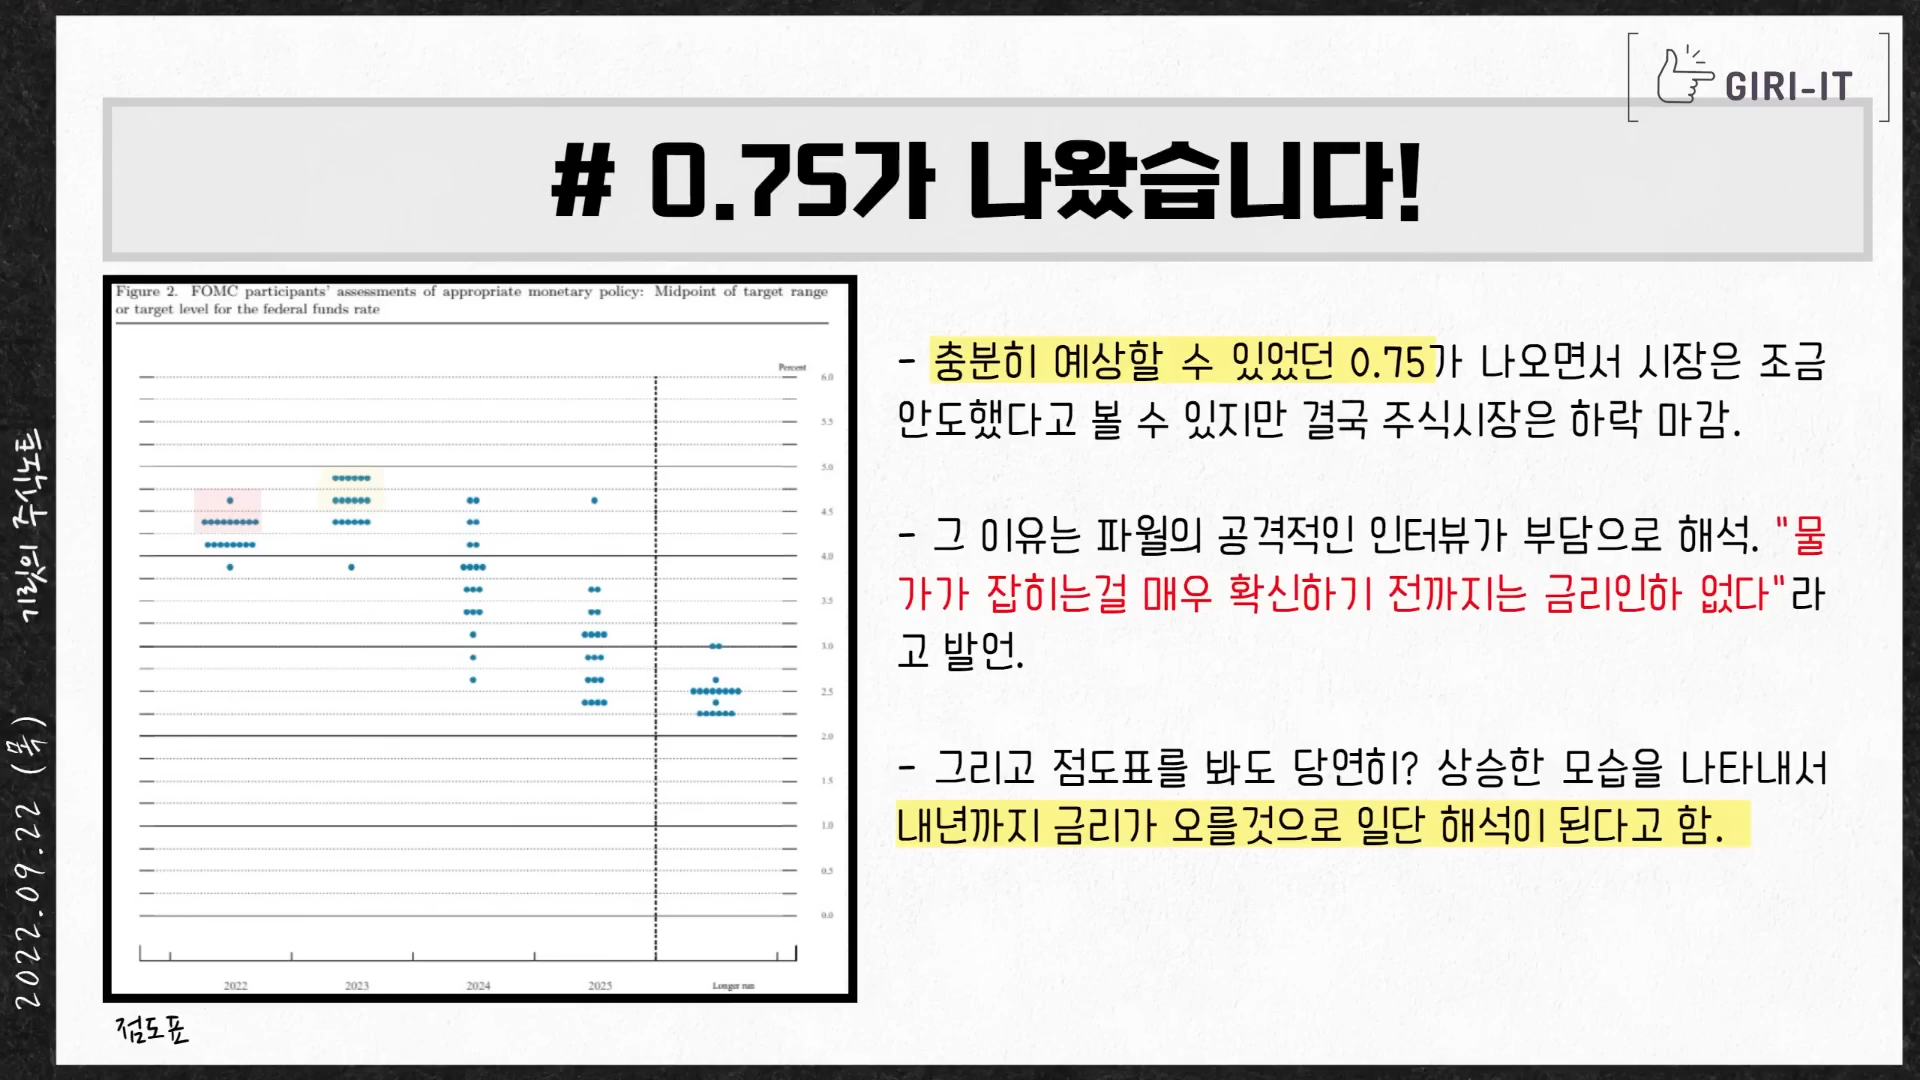 GIRI-IT
# 0.75가 나왔습니다!
Figure 2. FOMC participants' assessments of appropriate monetary policy: Midpoint of target range
or target level for the federal funds rate
Percent
6.0
5.5
5.0
4.5
4.0
3.5
3.0
2.5
2.0
1.5
1.0
0.5
0.0
2022 2023 2024 2025 Longer run
점도표
- 충분히 예상할 수 있었던 0.75가 나오면서 시장은 조금
안도했다고 볼 수 있지만 결국 주식시장은 하락 마감.
- 그 이유는 파월의 공격적인 인터뷰가 부담으로 해석. "물
가가 잡히는걸 매우 확신하기 전까지는 금리인하 없다"라
고 발언.
- 그리고 점도표를 봐도 당연히? 상승한 모습을 나타내서
내년까지 금리가 오를것으로 일단 해석이 된다고 함.
2022.09.22 (목) 기릿의 주식노트